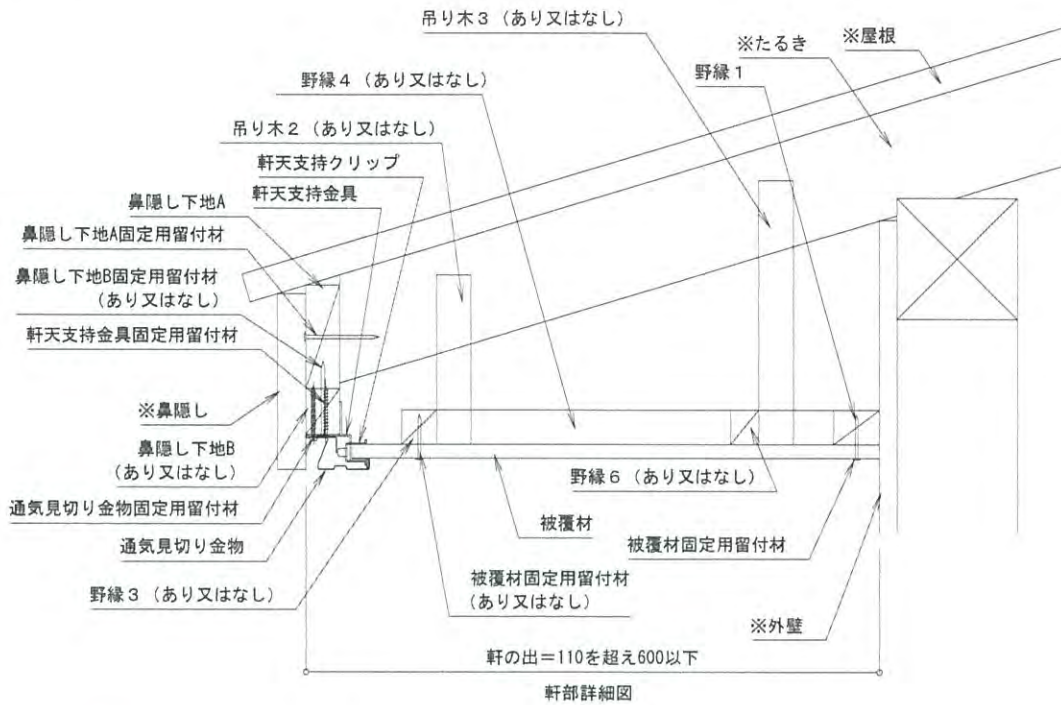 吊り木3（あり又はなし）
※たるき
※屋根
野縁4（あり又はなし）
野縁1
吊り木2（あり又はなし）
軒天支持クリップ
軒天支持金具
鼻隠し下地A
鼻隠し下地A固定用留付材
鼻隠し下地B固定用留付材
（あり又はなし）
軒天支持金具固定用留付材
※鼻隠し
鼻隠し下地B
（あり又はなし）
野縁6（あり又はなし）
通気見切り金物固定用留付材
被覆材
被覆材固定用留付材
通気見切り金物
野縁3（あり又はなし）
被覆材固定用留付材
（あり又はなし）
※外壁
軒の出＝110を超え600以下
軒部詳細図